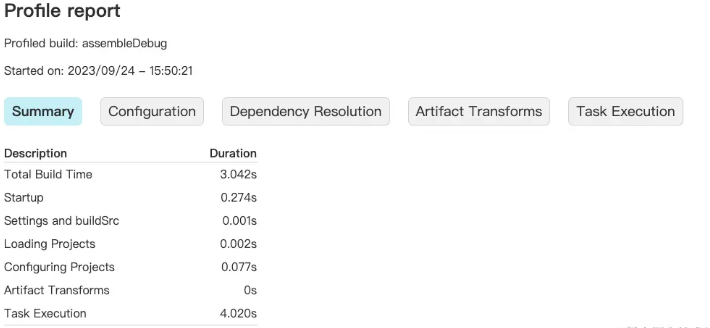 Profile report
Profiled build: assembleDebug
Started on: 2023/09/24 – 15:50:21
Summary Configuration Dependency Resolution Artifact Transforms Task Execution
Description Duration
Total Build Time 3.042s
Startup 0.274s
Settings and buildSrc 0.001s
Loading Projects 0.002s
Configuring Projects 0.077s
Artifact Transforms 0s
Task Execution 4.020s